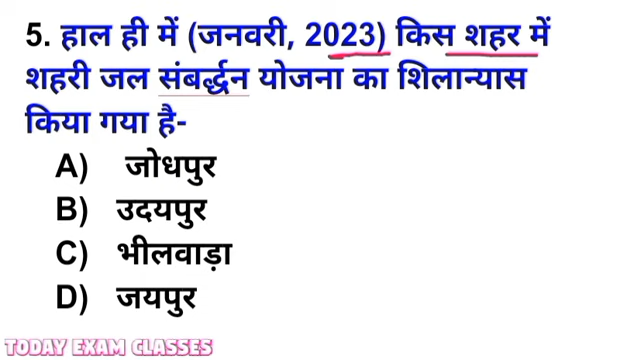 5. हाल ही में (जनवरी, 2023) किस शहर में
शहरी जल संबर्द्धन योजना का शिलान्यास
किया गया है-
A) जोधपुर
B) उदयपुर
C) भीलवाड़ा
D) जयपुर
TODAY EXAM CLASSES